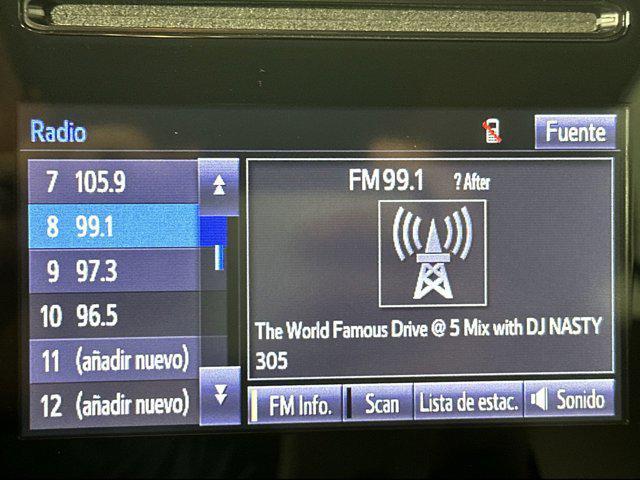 Radio
Fuente
7 105.9
8 99.1
9 97.3
10 96.5
11 (añadir nuevo)
12 (añadir nuevo)
FM 99.1 ? After
The World Famous Drive @ 5 Mix with DJ NASTY
305
FM Info.
Scan
Lista de estac.
Sonido